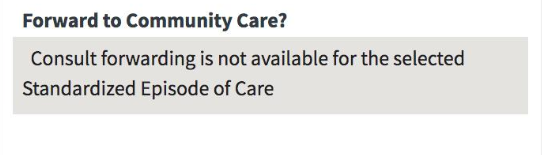 Forward to Community Care?
Consult forwarding is not available for the selected
Standardized Episode of Care